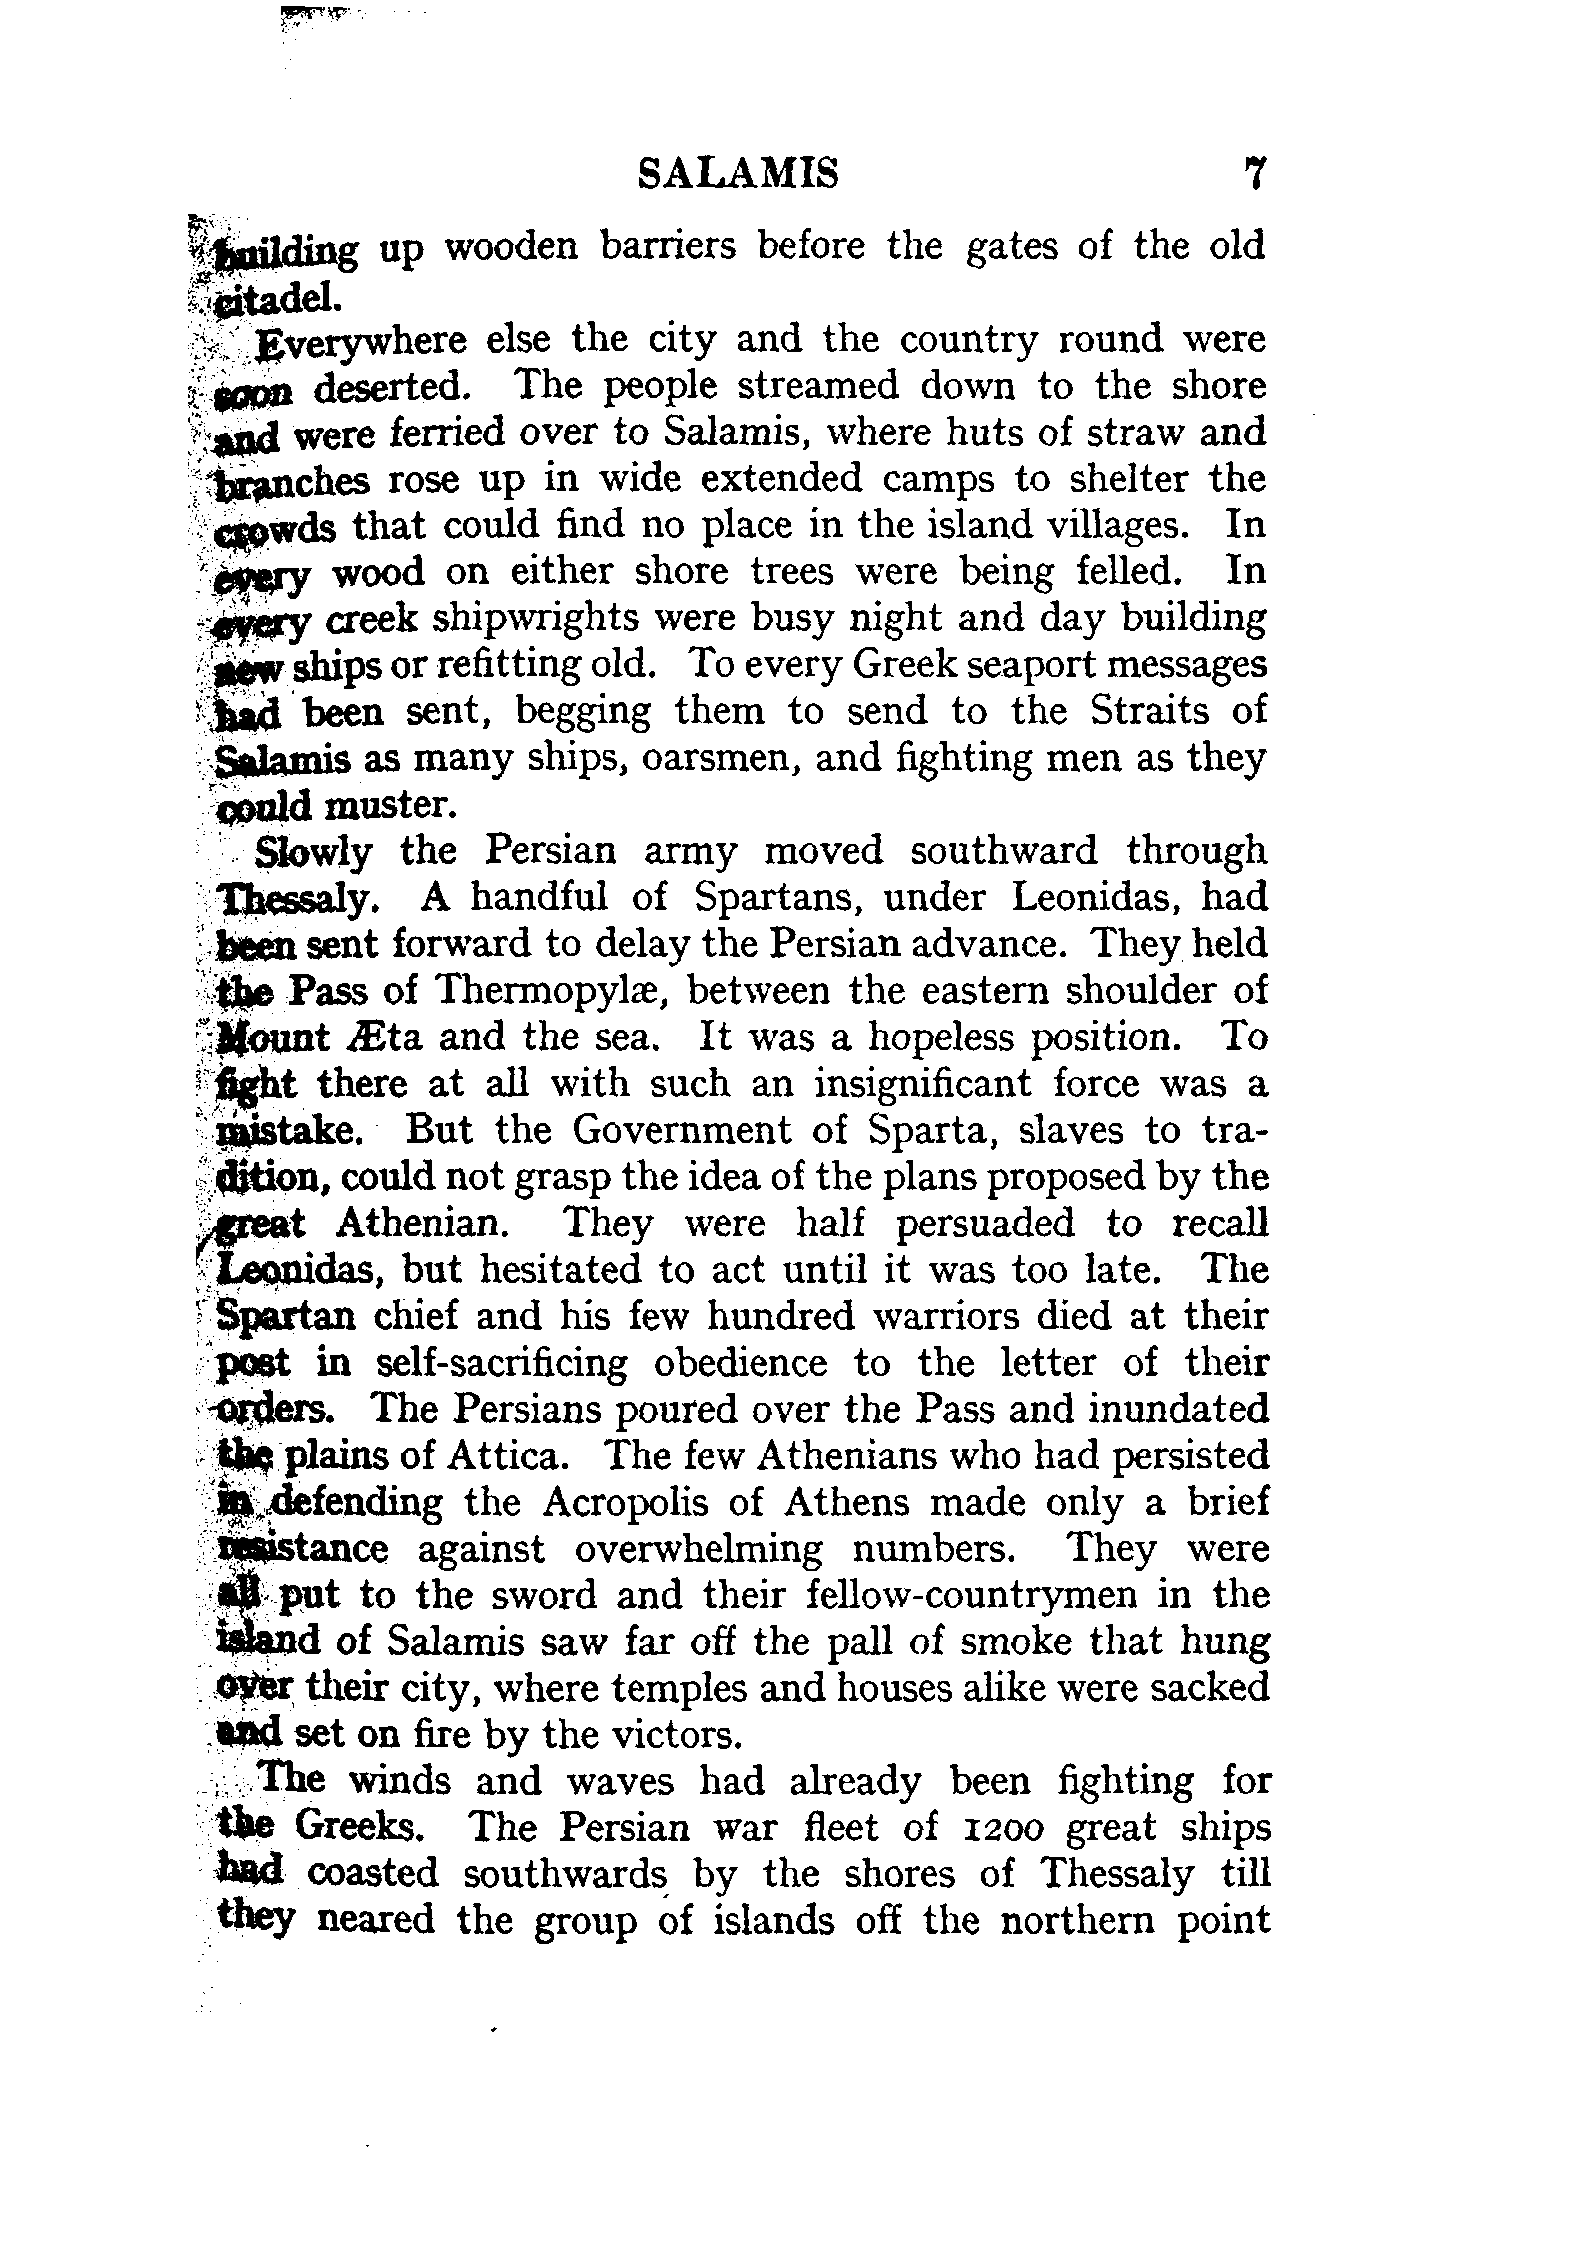 SALAMIS 7
building up wooden barriers before the gates of the old
citadel.
Everywhere else the city and the country round were
soon deserted. The people streamed down to the shore
and were ferried over to Salamis, where huts of straw and
branches rose up in wide extended camps to shelter the
crowds that could find no place in the island villages. In
every wood on either shore trees were being felled. In
every creek shipwrights were busy night and day building
new ships or refitting old. To every Greek seaport messages
had been sent, begging them to send to the Straits of
Salamis as many ships, oarsmen, and fighting men as they
could muster.
Slowly the Persian army moved southward through
Thessaly. A handful of Spartans, under Leonidas, had
been sent forward to delay the Persian advance. They held
the Pass of Thermopylæ, between the eastern shoulder of
Mount Æta and the sea. It was a hopeless position. To
fight there at all with such an insignificant force was a
mistake. But the Government of Sparta, slaves to tra-
dition, could not grasp the idea of the plans proposed by the
great Athenian. They were half persuaded to recall
Leonidas, but hesitated to act until it was too late. The
Spartan chief and his few hundred warriors died at their
post in self-sacrificing obedience to the letter of their
orders. The Persians poured over the Pass and inundated
the plains of Attica. The few Athenians who had persisted
in defending the Acropolis of Athens made only a brief
resistance against overwhelming numbers. They were
all put to the sword and their fellow-countrymen in the
island of Salamis saw far off the pall of smoke that hung
over their city, where temples and houses alike were sacked
and set on fire by the victors.
The winds and waves had already been fighting for
the Greeks. The Persian war fleet of 1200 great ships
had coasted southwards by the shores of Thessaly till
they neared the group of islands off the northern point